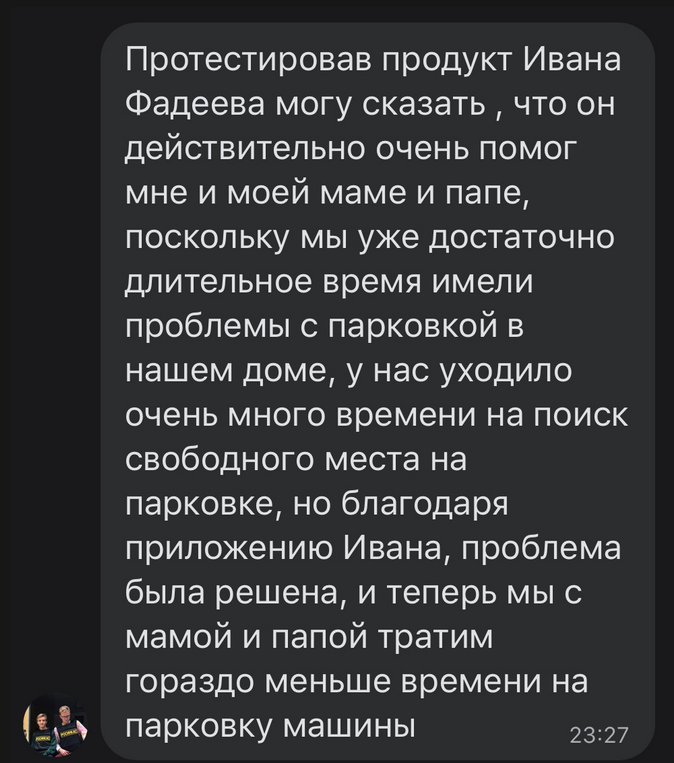 Протестировав продукт Ивана
Фадеева могу сказать , что он
действительно очень помог
мне и моей маме и папе,
поскольку мы уже достаточно
длительное время имели
проблемы с парковкой в
нашем доме, у нас уходило
очень много времени на поиск
свободного места на
парковке, но благодаря
приложению Ивана, проблема
была решена, и теперь мы с
мамой и папой тратим
гораздо меньше времени на
парковку машины
23:27